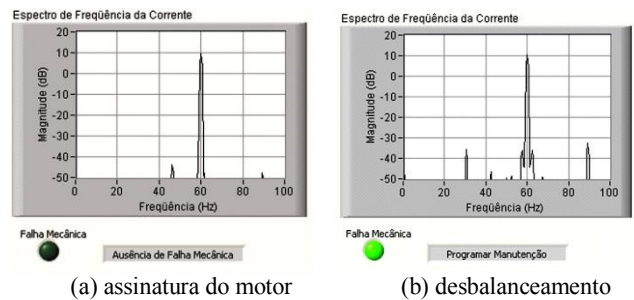 Espectro de Freqüência da Corrente
Magnitude (dB)
20
10
0
-10
-20
-30
-40
-50
0 20 40 60 80 100
Freqüência (Hz)
Falha Mecânica
Ausência de Falha Mecânica
(a) assinatura do motor
Espectro de Freqüência da Corrente
Magnitude (dB)
20
10
0
-10
-20
-30
-40
-50
0 20 40 60 80 100
Freqüência (Hz)
Falha Mecânica
Programar Manutenção
(b) desbalanceamento